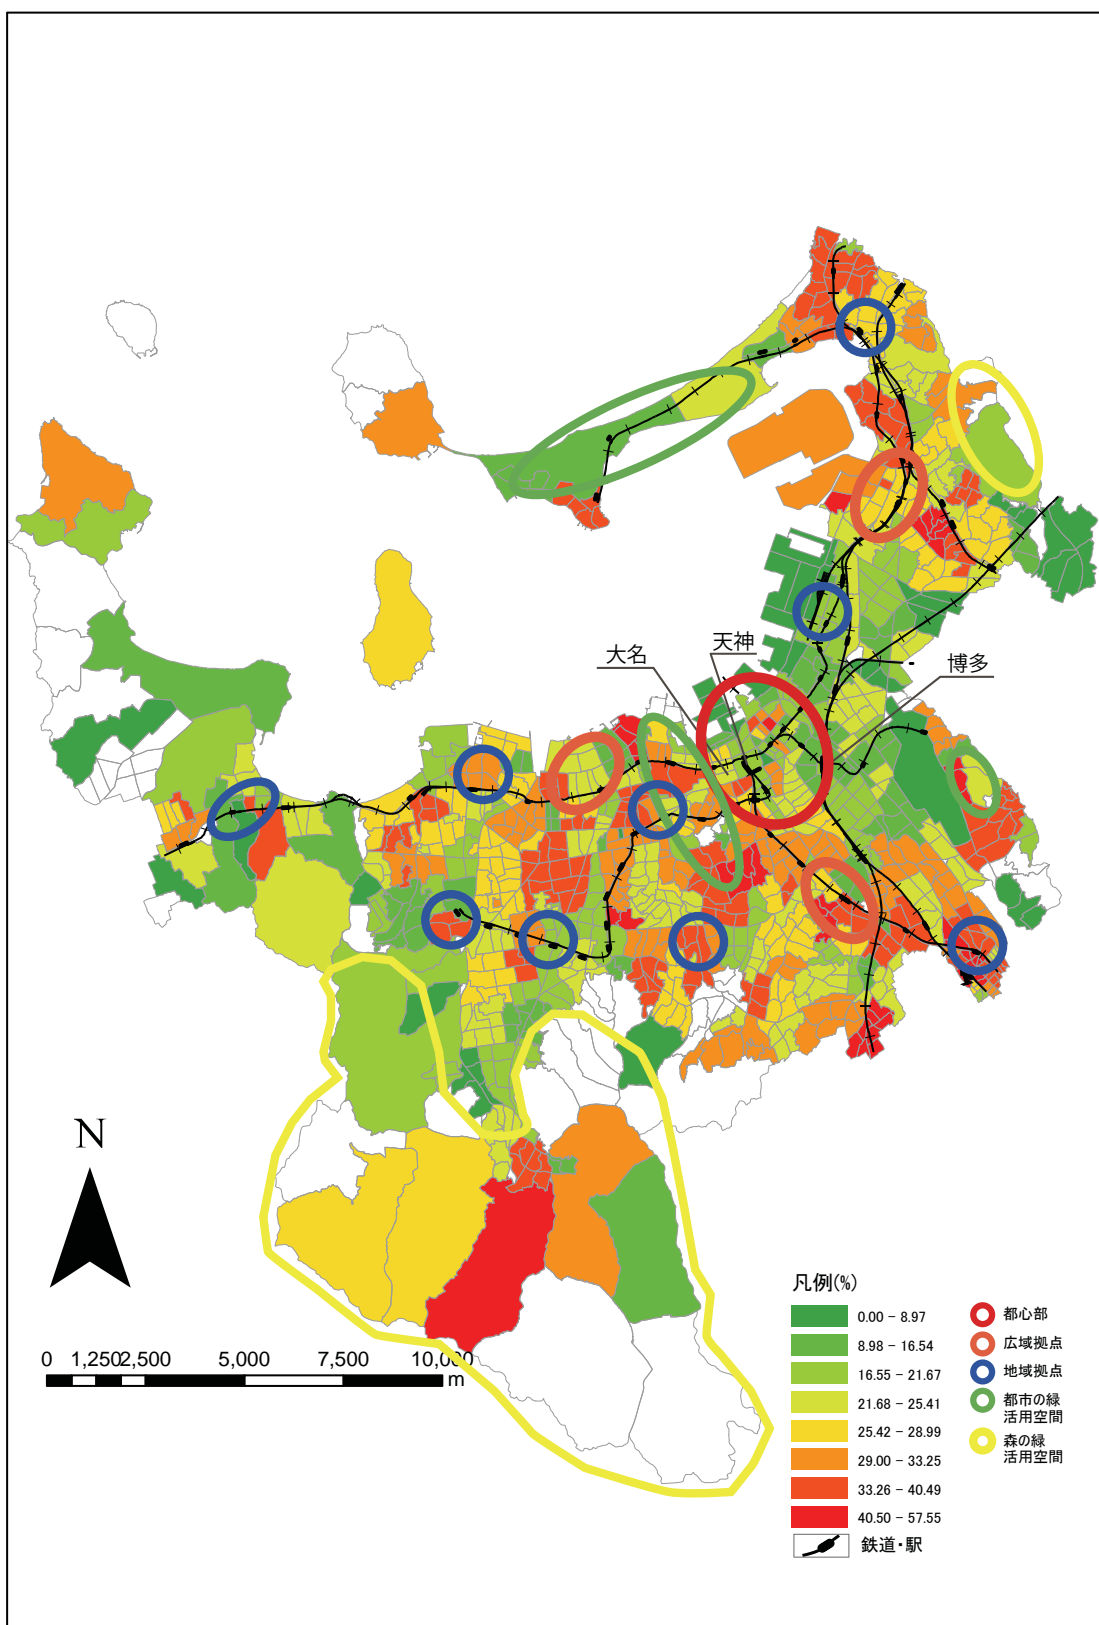 天神
大名
博多
N
0 1,250 2,500 5,000 7,500 10,000
m
凡例(%)
0.00 - 8.97
8.98 - 16.54
16.55 - 21.67
21.68 - 25.41
25.42 - 28.99
29.00 - 33.25
33.26 - 40.49
40.50 - 57.55
鉄道・駅
都心部
広域拠点
地域拠点
都市の緑
活用空間
森の緑
活用空間